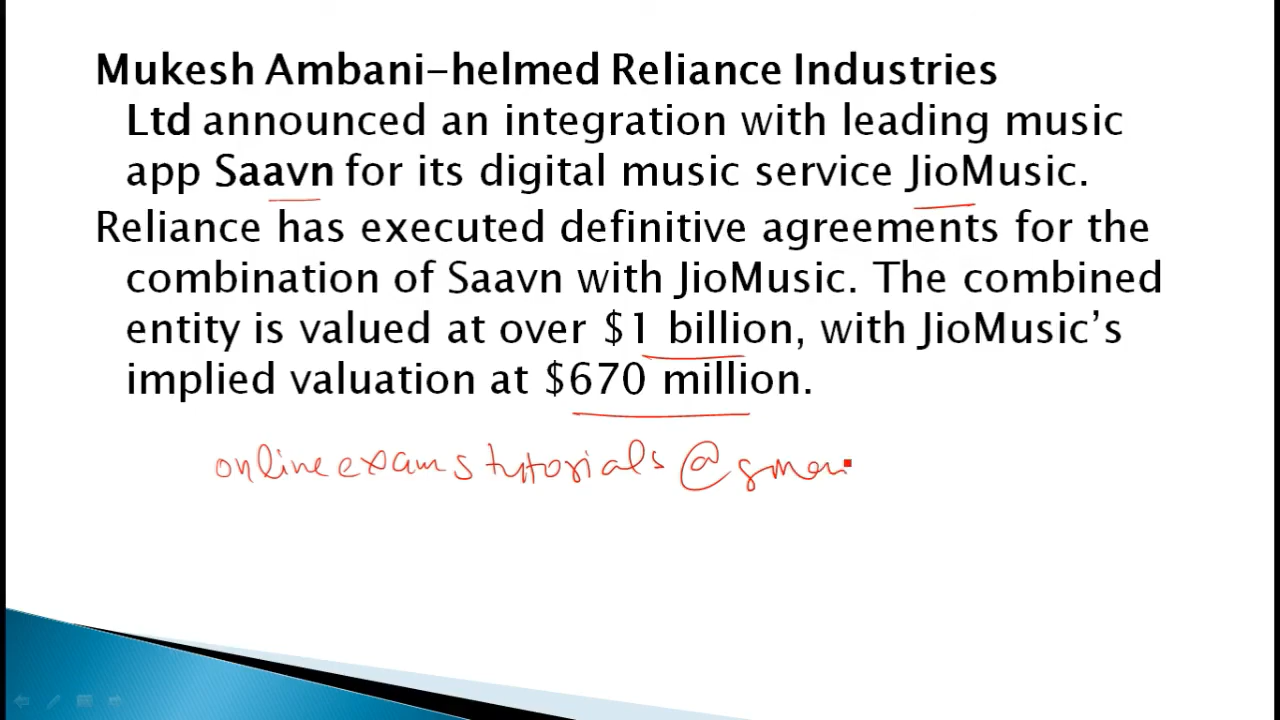 Mukesh Ambani-helmed Reliance Industries
Ltd announced an integration with leading music
app Saavn for its digital music service JioMusic.
Reliance has executed definitive agreements for the
combination of Saavn with JioMusic. The combined
entity is valued at over $1 billion, with JioMusic’s
implied valuation at $670 million.
onlineexamstutorials@gmai